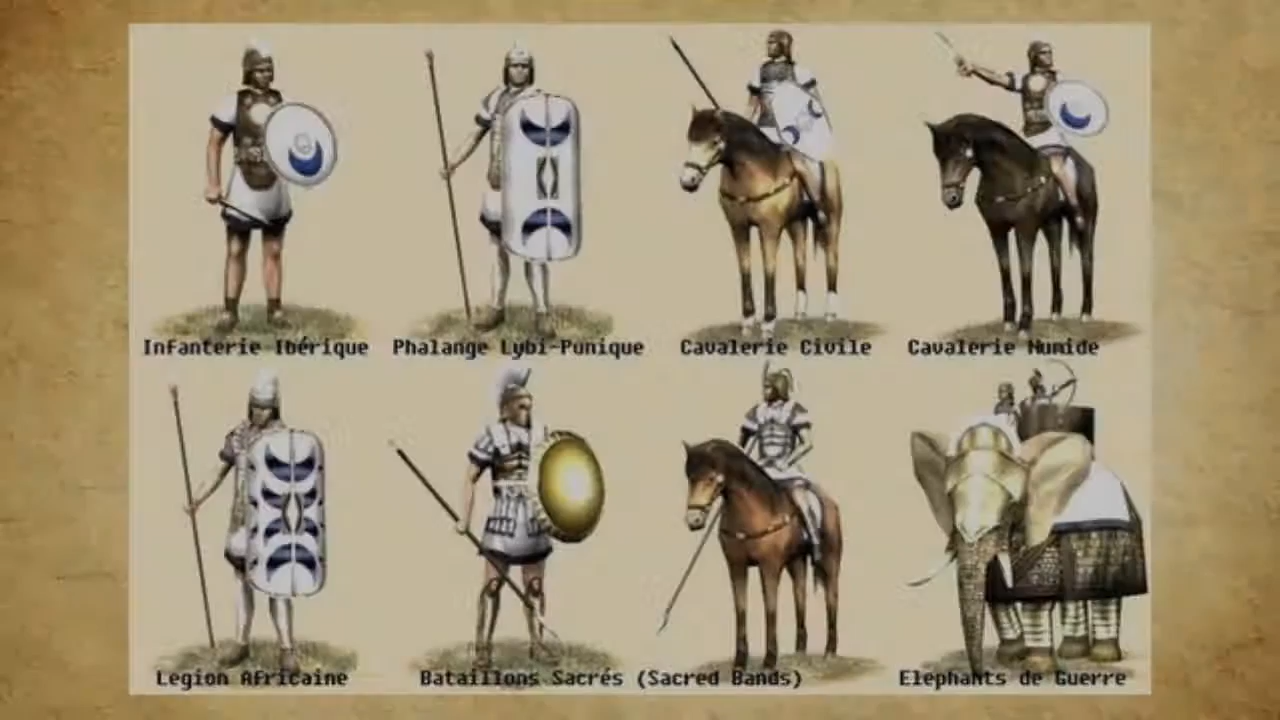 Infanterie Ibérique Phalange Lybi-Punique Cavalerie Civile Cavalerie Numide
Legion Africaine Bataillons Sacrés (Sacred Bands) Elephants de Guerre